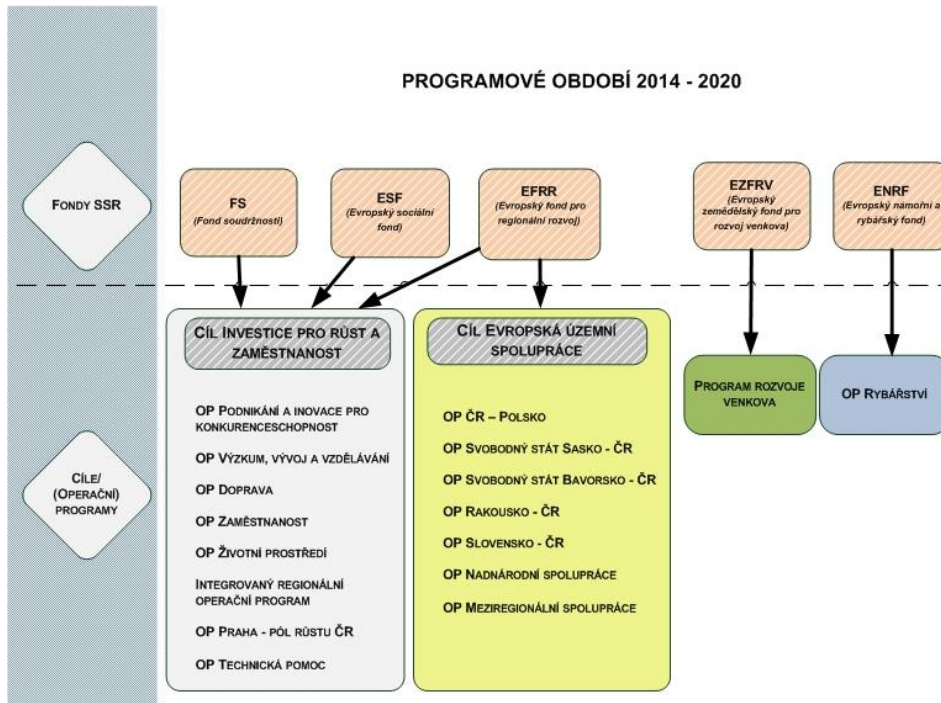 PROGRAMOVÉ OBDOBÍ 2014 - 2020
FONDY SSR
FS
(Fond soudržnosti)
ESF
(Evropský sociální
fond)
EFRR
(Evropský fond pro
regionální rozvoj)
EZFRV
(Evropský
zemědělský fond pro
rozvoj venkova)
ENRF
(Evropský námořní a
rybářský fond)
CÍLE/
(OPERAČNÍ)
PROGRAMY
CÍL INVESTICE PRO RŮST A
ZAMĚSTNANOST
OP PODNIKÁNÍ A INOVACE PRO
KONKURENCESCHOPNOST
OP VÝZKUM, VÝVOJ A VZDĚLÁVÁNÍ
OP DOPRAVA
OP ZAMĚSTNANOST
OP ŽIVOTNÍ PROSTŘEDÍ
INTEGROVANÝ REGIONÁLNÍ
OPERAČNÍ PROGRAM
OP PRAHA - PÓL RŮSTU ČR
OP TECHNICKÁ POMOC
CÍL EVROPSKÁ ÚZEMNÍ
SPOLUPRÁCE
OP ČR – POLSKO
OP SVOBODNÝ STÁT SASKO - ČR
OP SVOBODNÝ STÁT BAVORSKO - ČR
OP RAKOUSKO - ČR
OP SLOVENSKO - ČR
OP NADNÁRODNÍ SPOLUPRÁCE
OP MEZIREGIONÁLNÍ SPOLUPRÁCE
PROGRAM ROZVOJE
VENKOVA
OP RYBÁŘSTVÍ